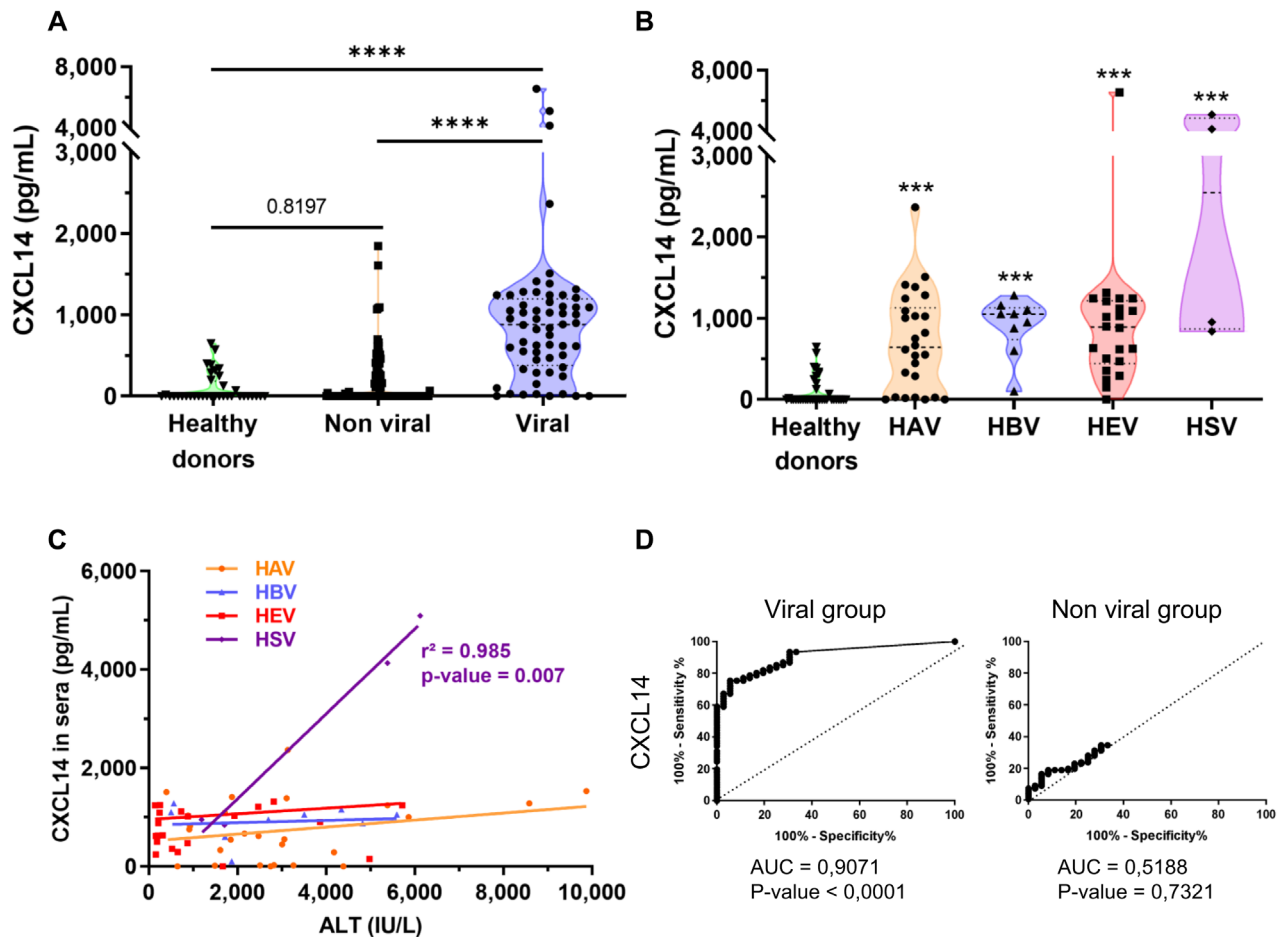 A
****
8,000
4,000
3,000
2,000
1,000
0
****
0.8197
CXCL14 (pg/mL)
Healthy
donors
Non viral
Viral
B
8,000
4,000
3,000
2,000
1,000
0
***
***
***
***
CXCL14 (pg/mL)
Healthy
donors
HAV
HBV
HEV
HSV
C
6,000
4,000
2,000
0
HAV
HBV
HEV
HSV
r² = 0.985
p-value = 0.007
CXCL14 in sera (pg/mL)
0
2,000
4,000
6,000
8,000
10,000
ALT (IU/L)
D
CXCL14
Viral group
100
80
60
40
20
0
100% - Sensitivity %
0
20
40
60
80
100
100% - Specificity%
AUC = 0,9071
P-value < 0,0001
Non viral group
100
80
60
40
20
0
100% - Sensitivity %
0
20
40
60
80
100
100% - Specificity%
AUC = 0,5188
P-value = 0,7321